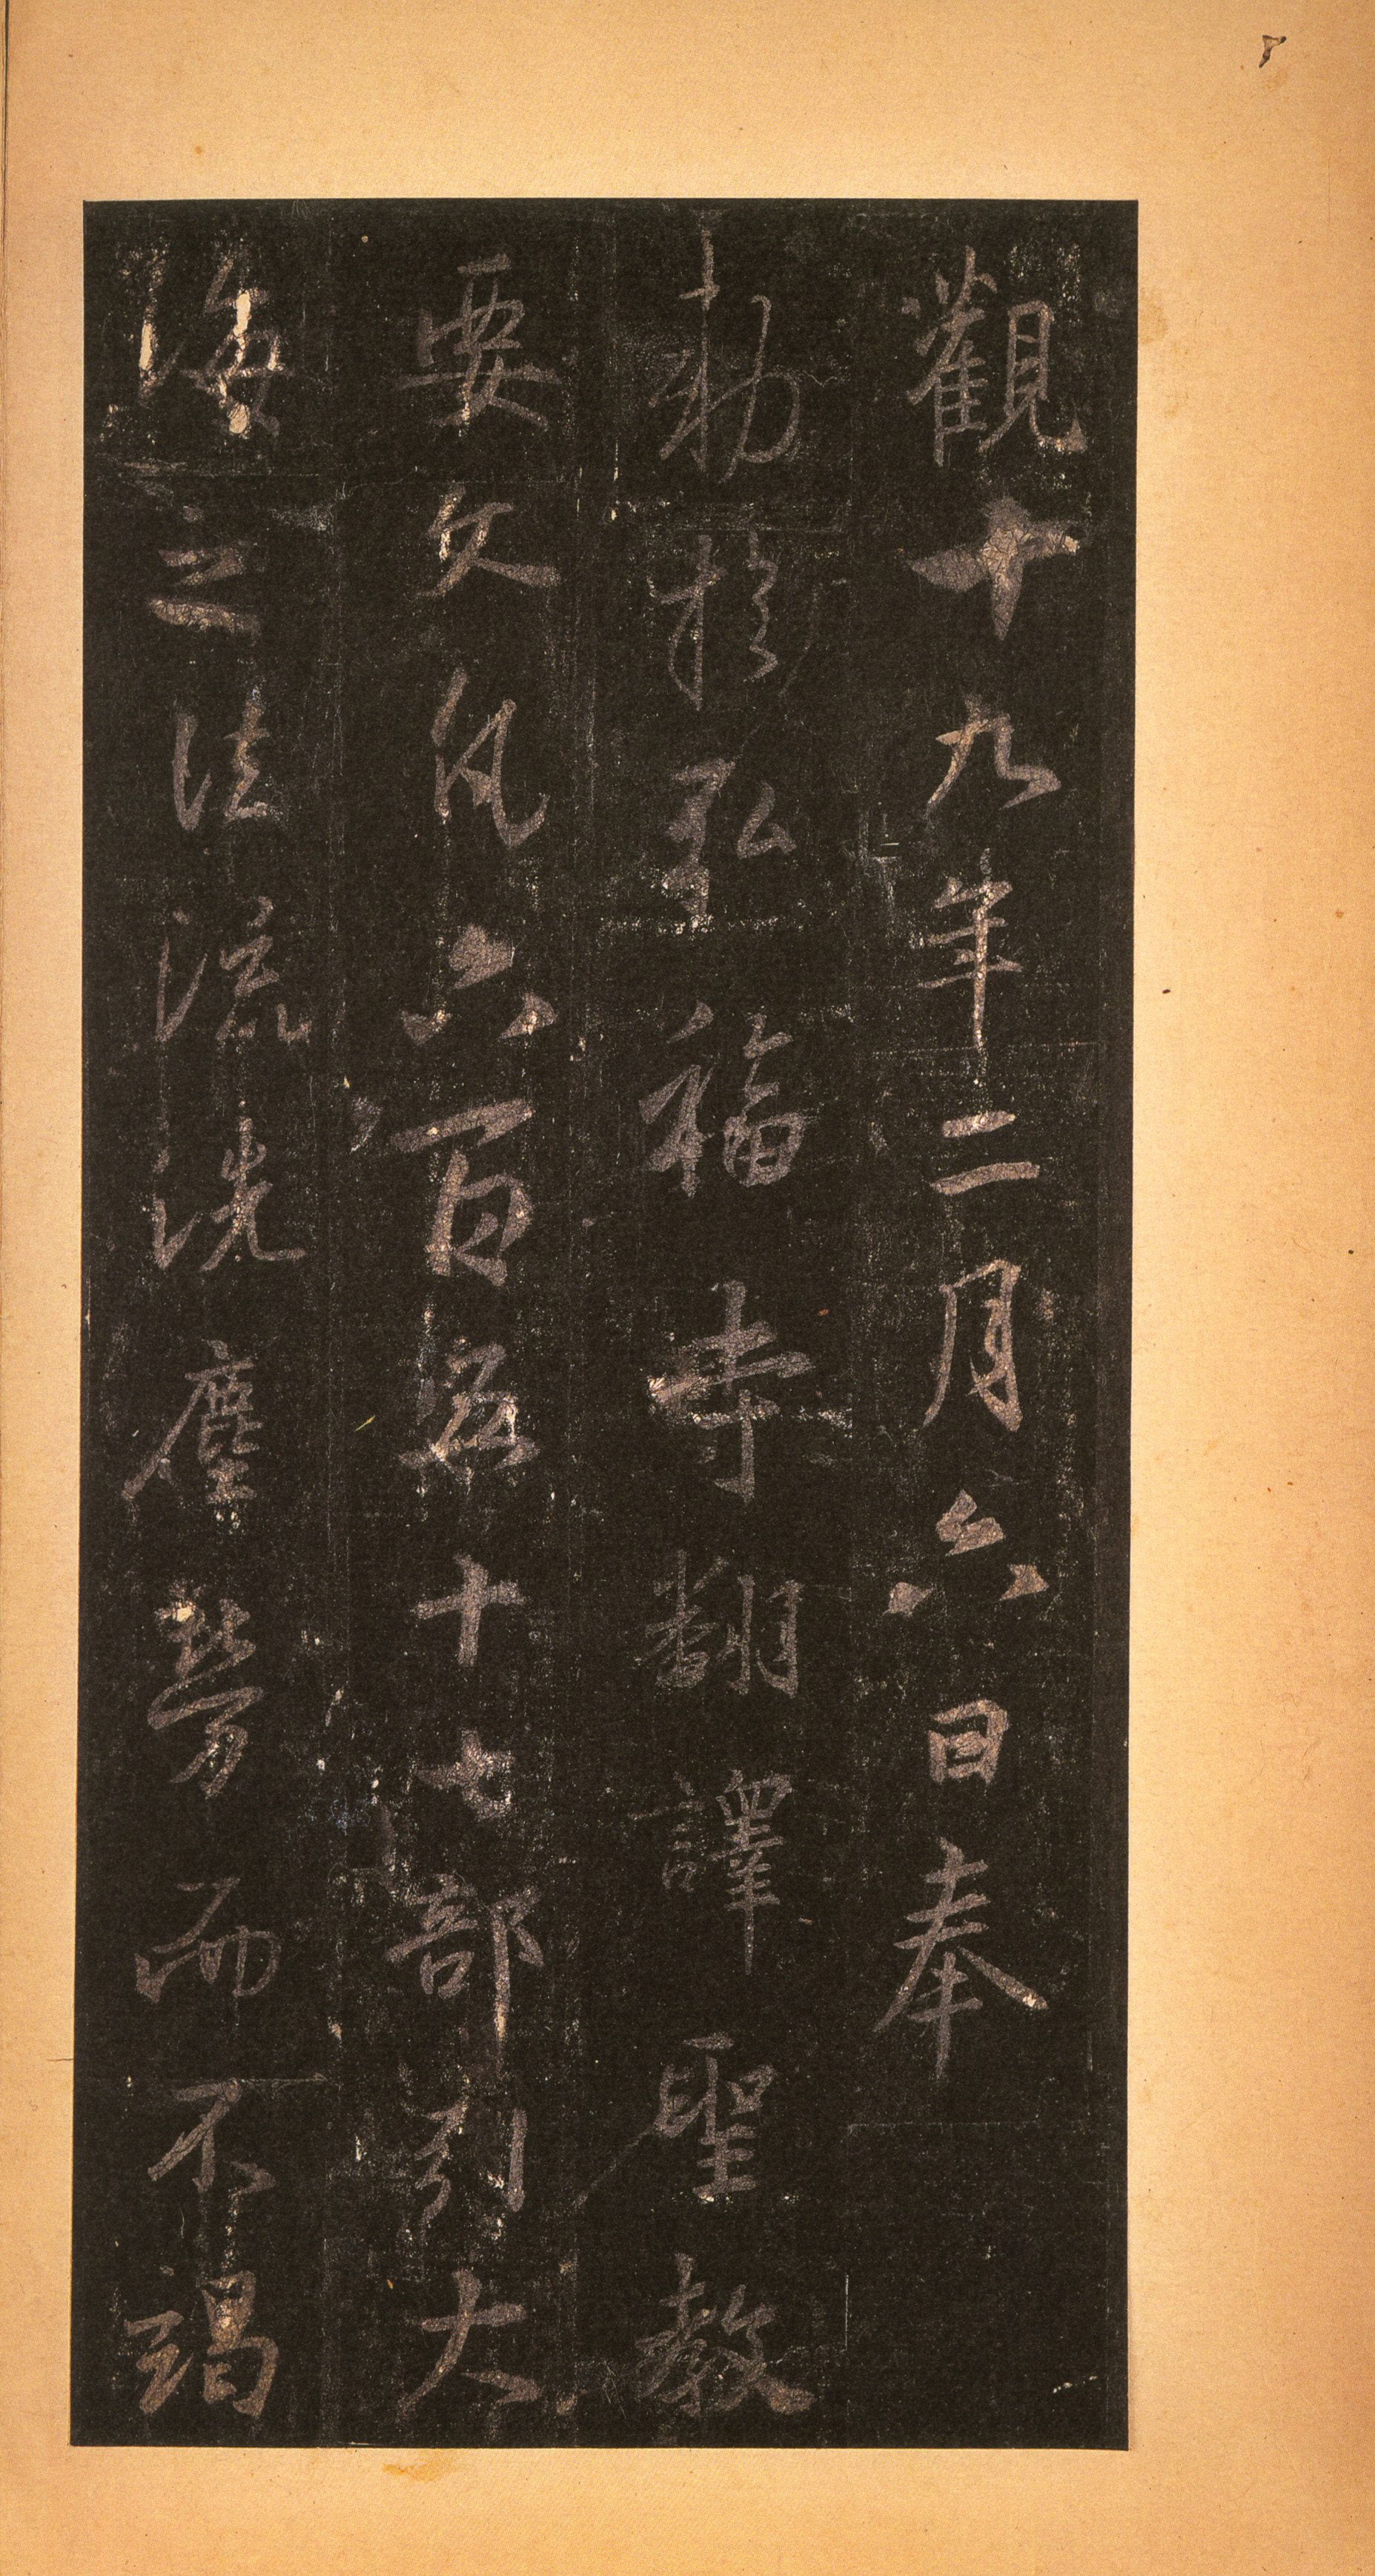 觀十九年二月六日奉
勅於弘福寺翻譯聖教
要文凡六百五十七部引大
海之法流洗塵勞而不竭